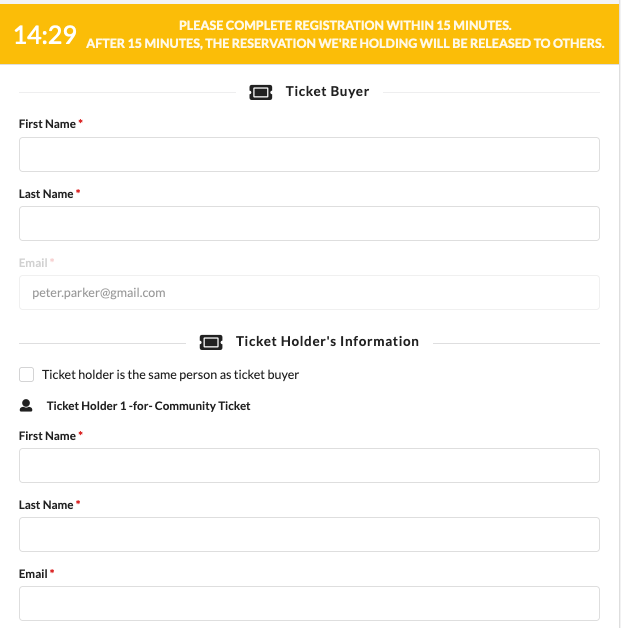 14:29
PLEASE COMPLETE REGISTRATION WITHIN 15 MINUTES.
AFTER 15 MINUTES, THE RESERVATION WE'RE HOLDING WILL BE RELEASED TO OTHERS.
Ticket Buyer
First Name *
Last Name *
Email *
peter.parker@gmail.com
Ticket Holder's Information
Ticket holder is the same person as ticket buyer
Ticket Holder 1 -for- Community Ticket
First Name *
Last Name *
Email *